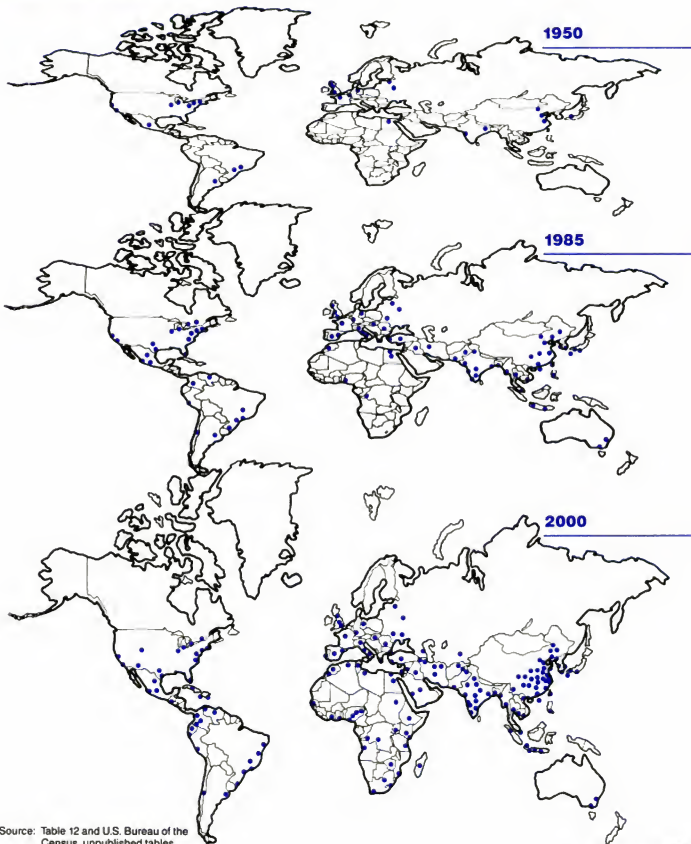 1950
1985
2000
Source: Table 12 and U.S. Bureau of the
Census, unpublished tables